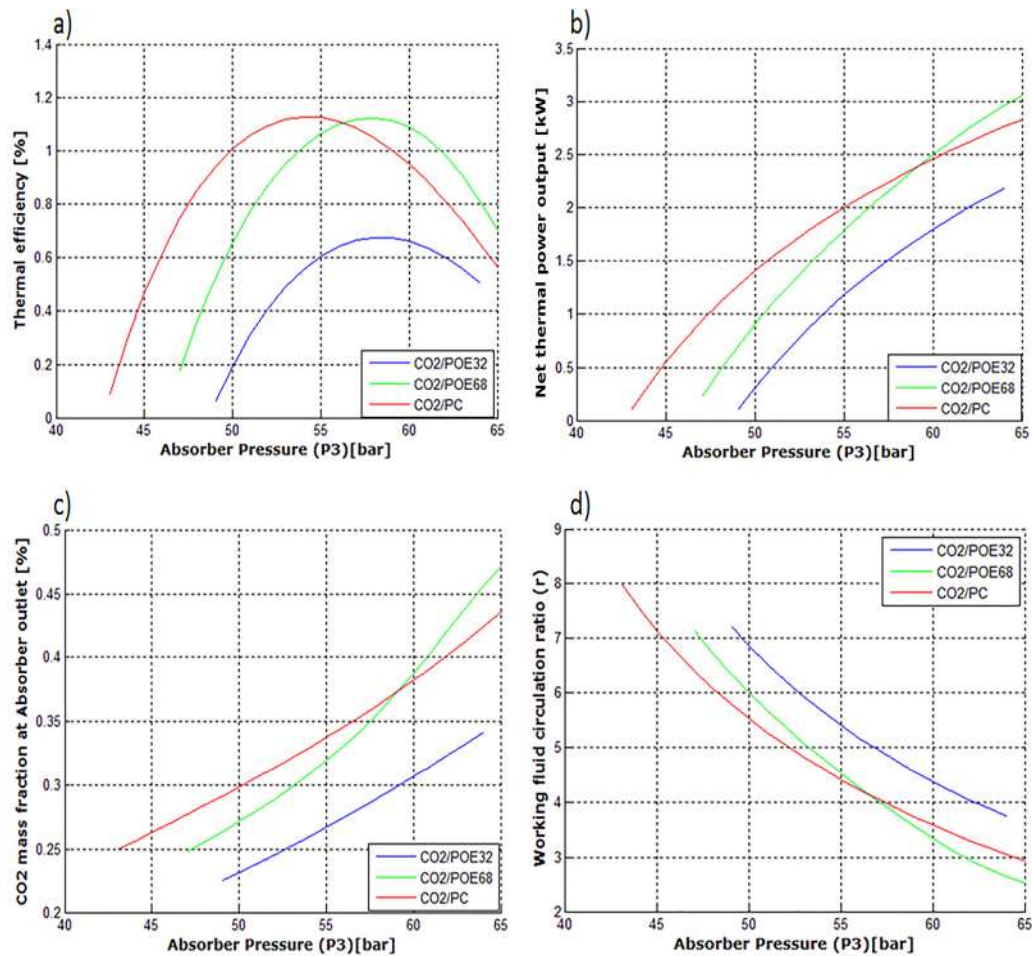 a)
Thermal efficiency [%]
1.4
1.2
1
0.8
0.6
0.4
0.2
0
40 45 50 55 60 65
Absorber Pressure (P3)[bar]
CO2/POE32
CO2/POE68
CO2/PC
b)
Net thermal power output [kW]
3.5
3
2.5
2
1.5
1
0.5
0
40 45 50 55 60 65
Absorber Pressure (P3)[bar]
CO2/POE32
CO2/POE68
CO2/PC
c)
CO2 mass fraction at Absorber outlet [%]
0.5
0.45
0.4
0.35
0.3
0.25
0.2
40 45 50 55 60 65
Absorber Pressure (P3)[bar]
CO2/POE32
CO2/POE68
CO2/PC
d)
Working fluid circulation ratio (r)
9
8
7
6
5
4
3
2
40 45 50 55 60 65
Absorber Pressure (P3)[bar]
CO2/POE32
CO2/POE68
CO2/PC